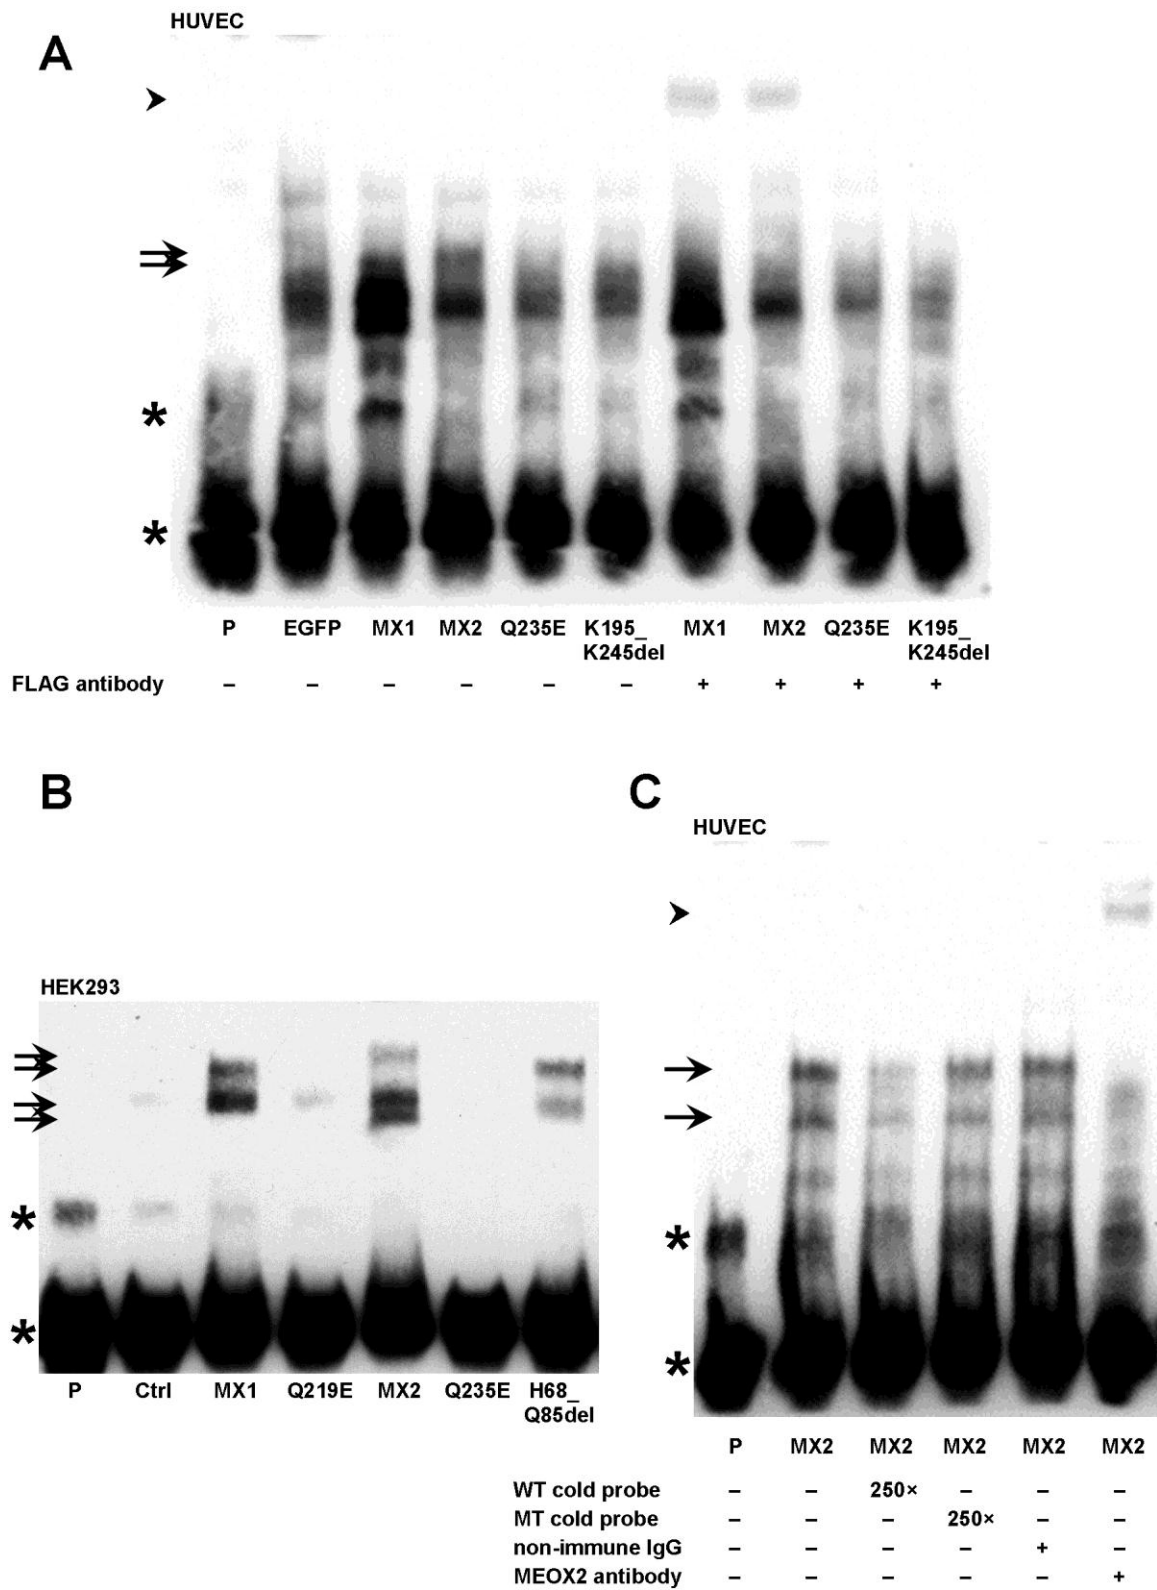 A
HUVEC
*
*
P EGFP MX1 MX2 Q235E K195_ MX1 MX2 Q235E K195_
K245del K245del
FLAG antibody – – – – – – + + + +
B
HEK293
*
*
P Ctrl MX1 Q219E MX2 Q235E H68_
Q85del
C
HUVEC
*
*
P MX2 MX2 MX2 MX2 MX2
WT cold probe – – 250× – – –
MT cold probe – – – 250× – –
non-immune IgG – – – – + –
MEOX2 antibody – – – – – +